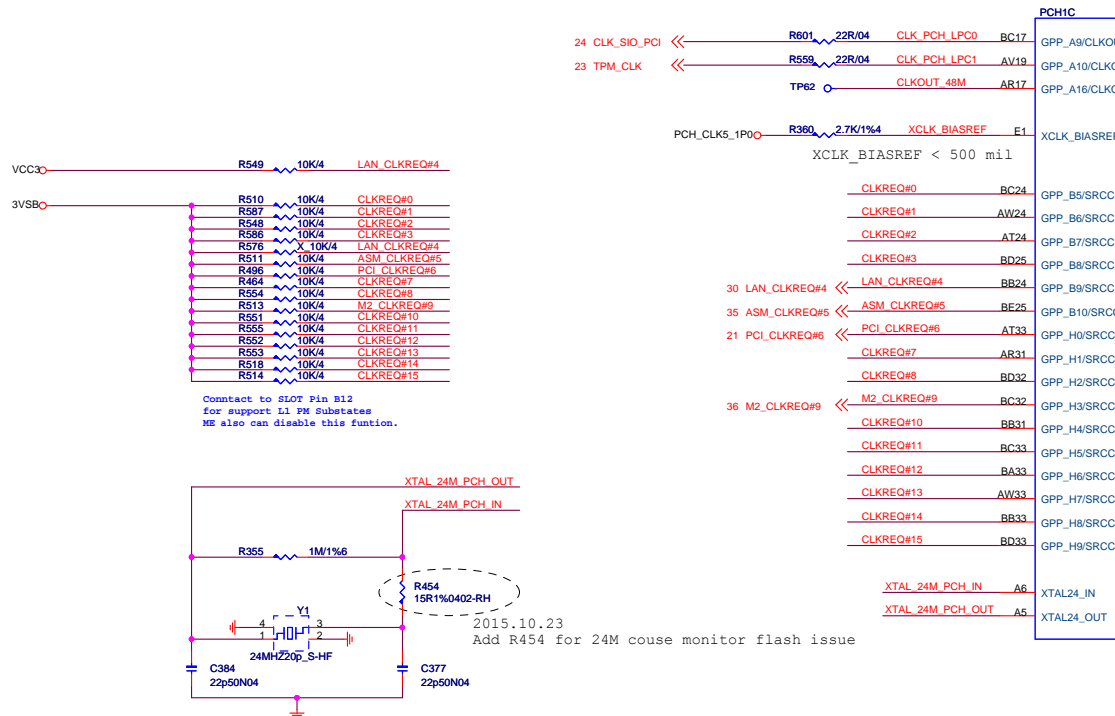 PCH1C
24 CLK_SIO_PCI R601 22R/04 CLK_PCH_LPC0 BC17 GPP_A9/CLKOU
23 TPM_CLK R559 22R/04 CLK_PCH_LPC1 AV19 GPP_A10/CLKO
TP62 CLKOUT_48M AR17 GPP_A16/CLKO
PCH_CLK5_1P0 R360 2.7K/1%4 XCLK_BIASREF E1 XCLK_BIASREF
XCLK_BIASREF < 500 mil
VCC3 R549 10K/4 LAN_CLKREQ#4
3VSB R510 10K/4 CLKREQ#0
R587 10K/4 CLKREQ#1
R548 10K/4 CLKREQ#2
R586 10K/4 CLKREQ#3
R576 X_10K/4 LAN_CLKREQ#4
R511 10K/4 ASM_CLKREQ#5
R496 10K/4 PCI_CLKREQ#6
R464 10K/4 CLKREQ#7
R554 10K/4 CLKREQ#8
R513 10K/4 M2_CLKREQ#9
R551 10K/4 CLKREQ#10
R555 10K/4 CLKREQ#11
R552 10K/4 CLKREQ#12
R553 10K/4 CLKREQ#13
R518 10K/4 CLKREQ#14
R514 10K/4 CLKREQ#15
Conntact to SLOT Pin B12
for support L1 PM Substates
ME also can disable this funtion.
CLKREQ#0 BC24 GPP_B5/SRCC
CLKREQ#1 AW24 GPP_B6/SRCC
CLKREQ#2 AT24 GPP_B7/SRCC
CLKREQ#3 BD25 GPP_B8/SRCC
30 LAN_CLKREQ#4 LAN_CLKREQ#4 BB24 GPP_B9/SRCC
35 ASM_CLKREQ#5 ASM_CLKREQ#5 BE25 GPP_B10/SRCC
21 PCI_CLKREQ#6 PCI_CLKREQ#6 AT33 GPP_H0/SRCC
CLKREQ#7 AR31 GPP_H1/SRCC
CLKREQ#8 BD32 GPP_H2/SRCC
36 M2_CLKREQ#9 M2_CLKREQ#9 BC32 GPP_H3/SRCC
CLKREQ#10 BB31 GPP_H4/SRCC
CLKREQ#11 BC33 GPP_H5/SRCC
CLKREQ#12 BA33 GPP_H6/SRCC
CLKREQ#13 AW33 GPP_H7/SRCC
CLKREQ#14 BB33 GPP_H8/SRCC
CLKREQ#15 BD33 GPP_H9/SRCC
XTAL_24M_PCH_IN A6 XTAL24_IN
XTAL_24M_PCH_OUT A5 XTAL24_OUT
XTAL_24M_PCH_OUT
XTAL_24M_PCH_IN
R355 1M/1%6
R454
15R1%0402-RH
Y1
4 3
1 2
24MHZ20p_S-HF
2015.10.23
Add R454 for 24M couse monitor flash issue
C384
22p50N04
C377
22p50N04